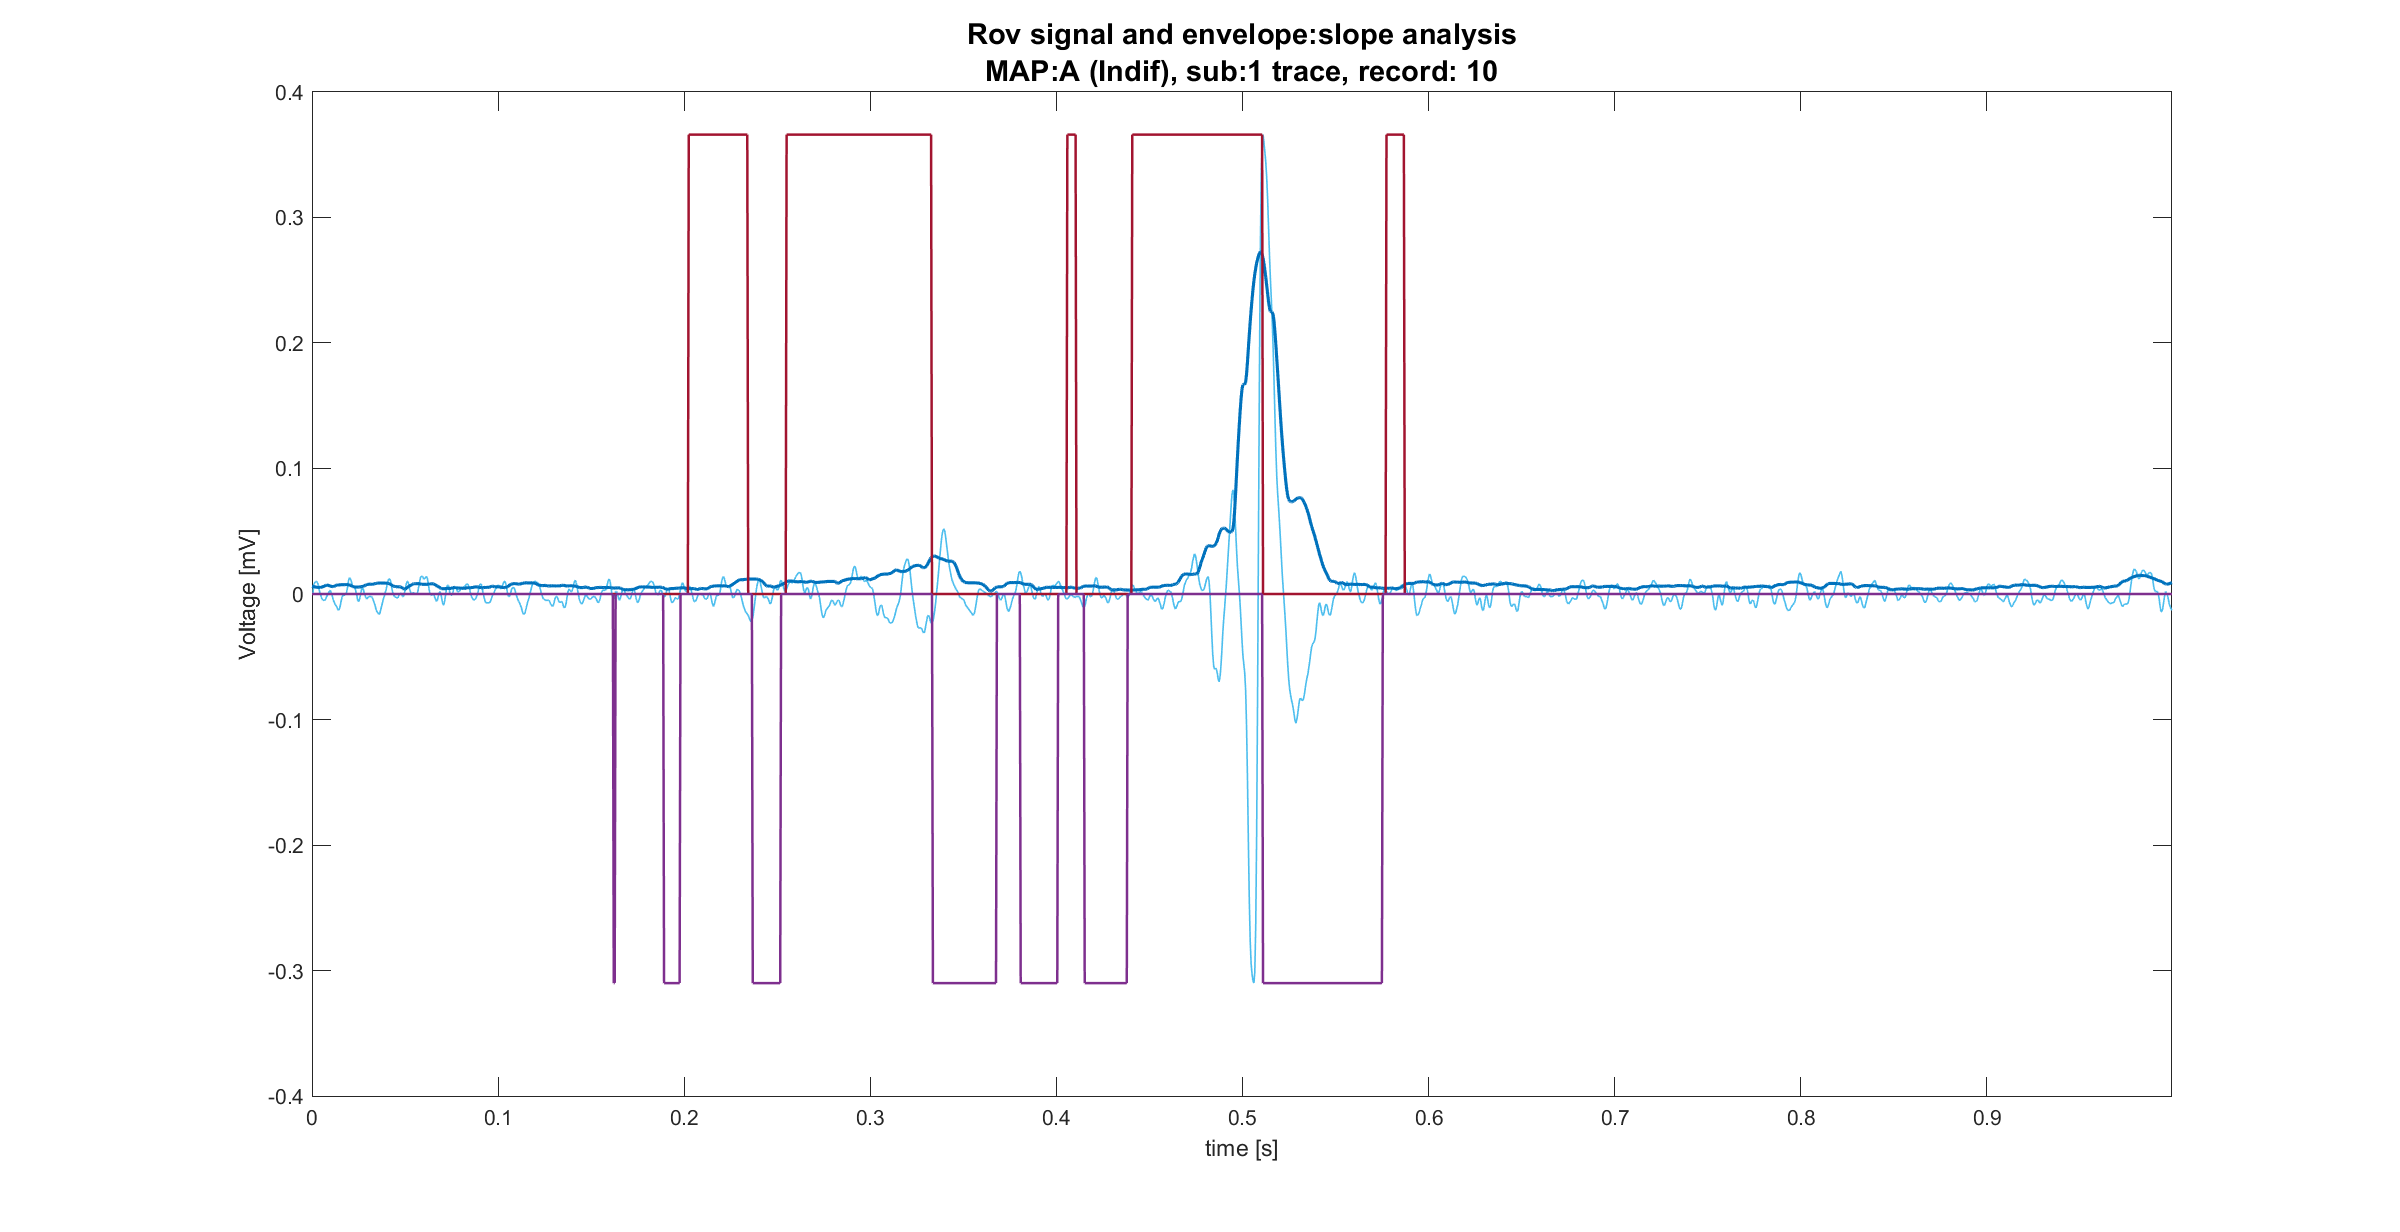 Rov signal and envelope:slope analysis
MAP:A (Indif), sub:1 trace, record: 10
0.4
0.3
0.2
0.1
0
-0.1
-0.2
-0.3
-0.4
Voltage [mV]
0 0.1 0.2 0.3 0.4 0.5 0.6 0.7 0.8 0.9
time [s]